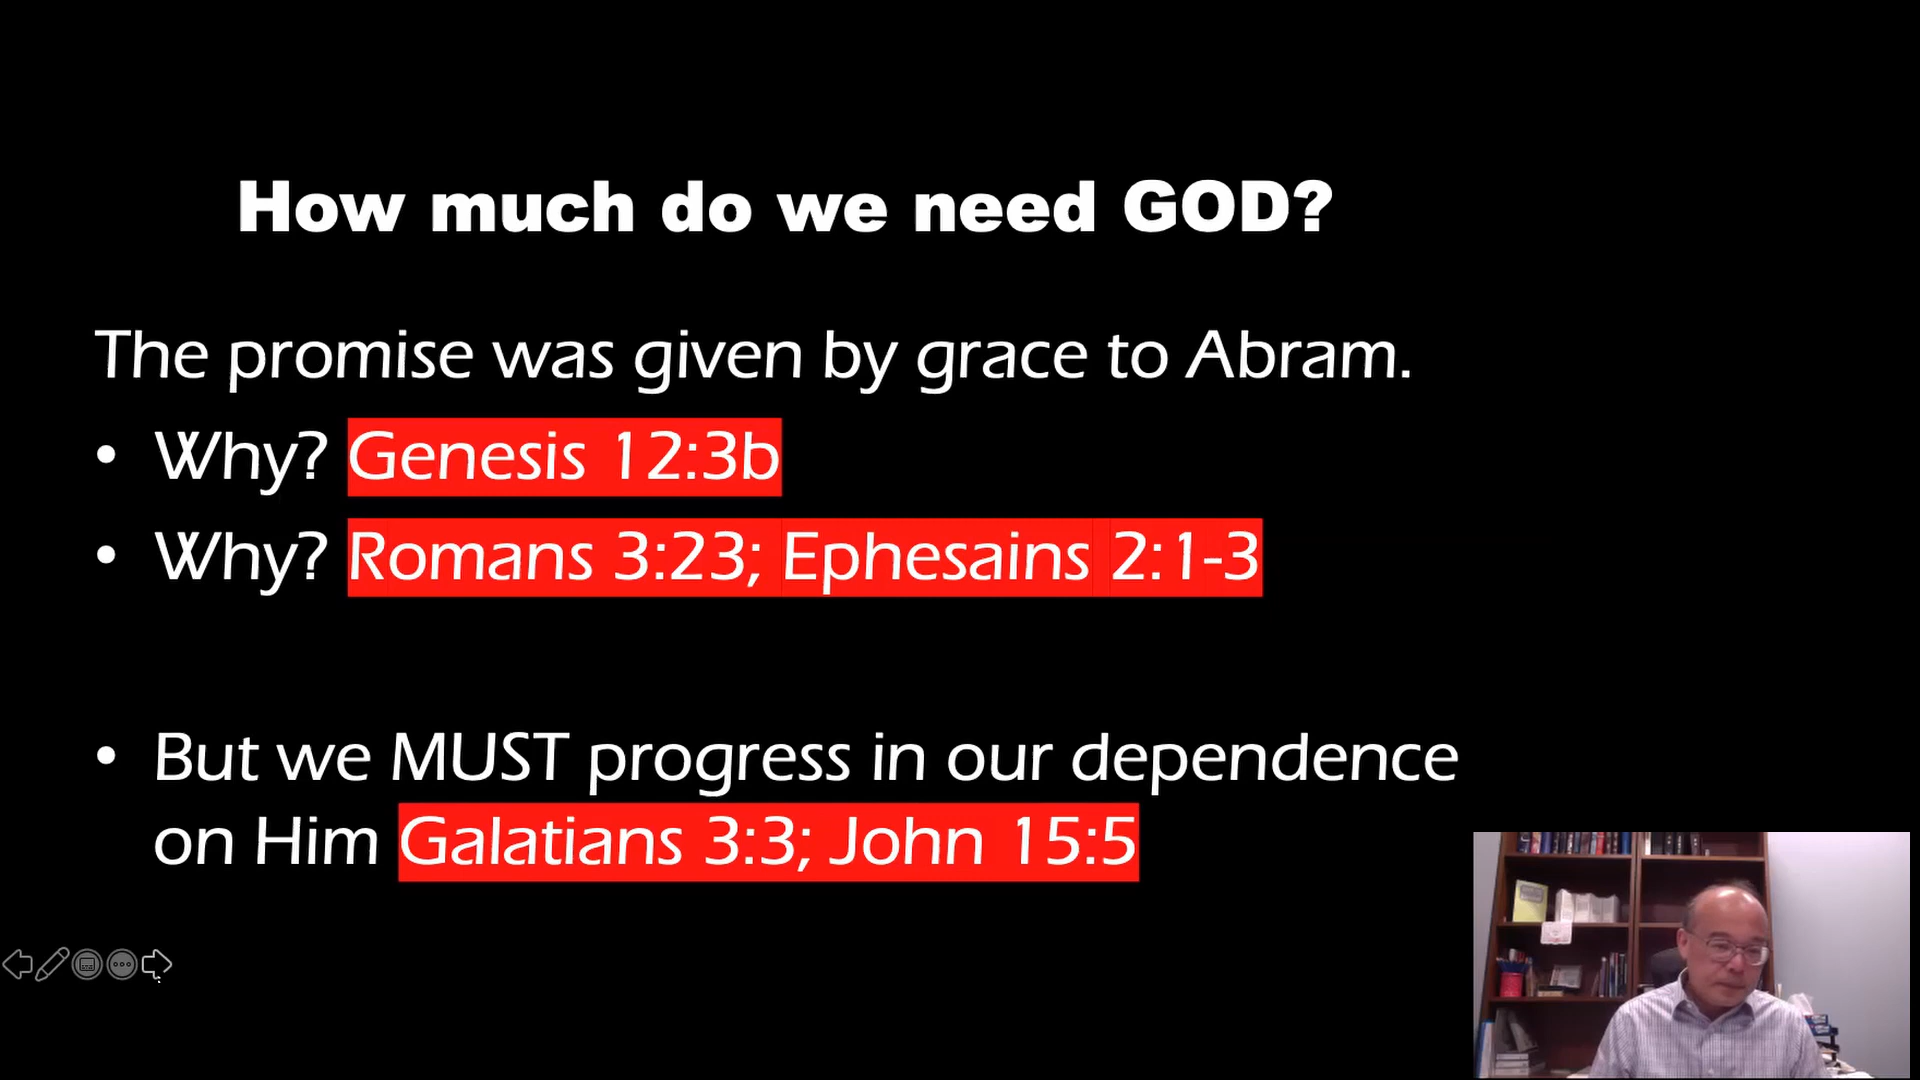 How much do we need GOD?
The promise was given by grace to Abram.
• Why? Genesis 12:3b
• Why? Romans 3:23; Ephesains 2:1-3
• But we MUST progress in our dependence
on Him Galatians 3:3; John 15:5